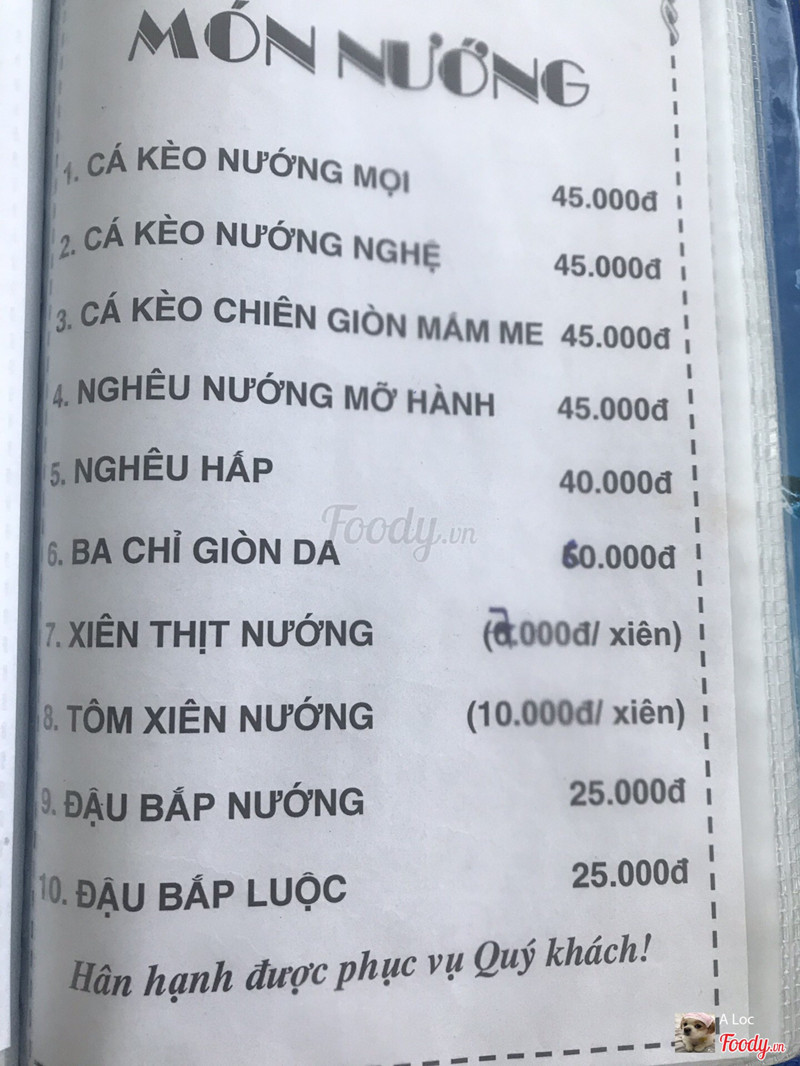 MÓN NƯỚNG
1. CÁ KÈO NƯỚNG MỌI 45.000đ
2. CÁ KÈO NƯỚNG NGHỆ 45.000đ
3. CÁ KÈO CHIÊN GIÒN MẮM ME 45.000đ
4. NGHÊU NƯỚNG MỠ HÀNH 45.000đ
5. NGHÊU HẤP 40.000đ
6. BA CHỈ GIÒN DA 60.000đ
7. XIÊN THỊT NƯỚNG (7.000đ/ xiên)
8. TÔM XIÊN NƯỚNG (10.000đ/ xiên)
9. ĐẬU BẮP NƯỚNG 25.000đ
10. ĐẬU BẮP LUỘC 25.000đ
Hân hạnh được phục vụ Quý khách!
Foody.vn
A Loc
Foody.vn